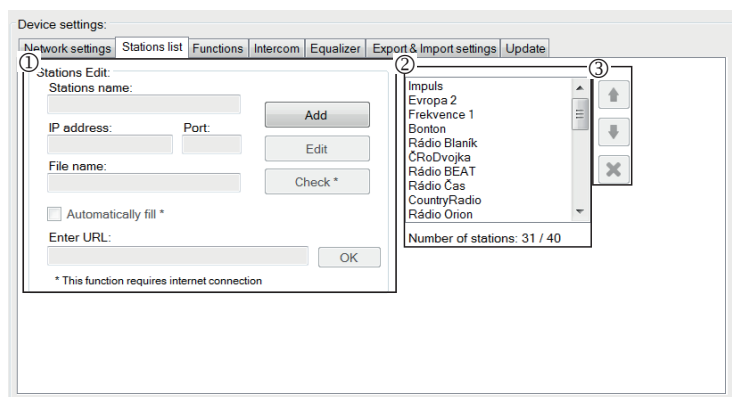 Device settings:
Network settings Stations list Functions Intercom Equalizer Export & Import settings Update
①
Stations Edit:
Stations name:
Add
IP address: Port:
Edit
File name:
Check *
Automatically fill *
Enter URL:
OK
* This function requires internet connection
②
Impuls
Evropa 2
Frekvence 1
Bonton
Rádio Blaník
ČRoDvojka
Rádio BEAT
Rádio Čas
CountryRadio
Rádio Orion
Number of stations: 31 / 40
③